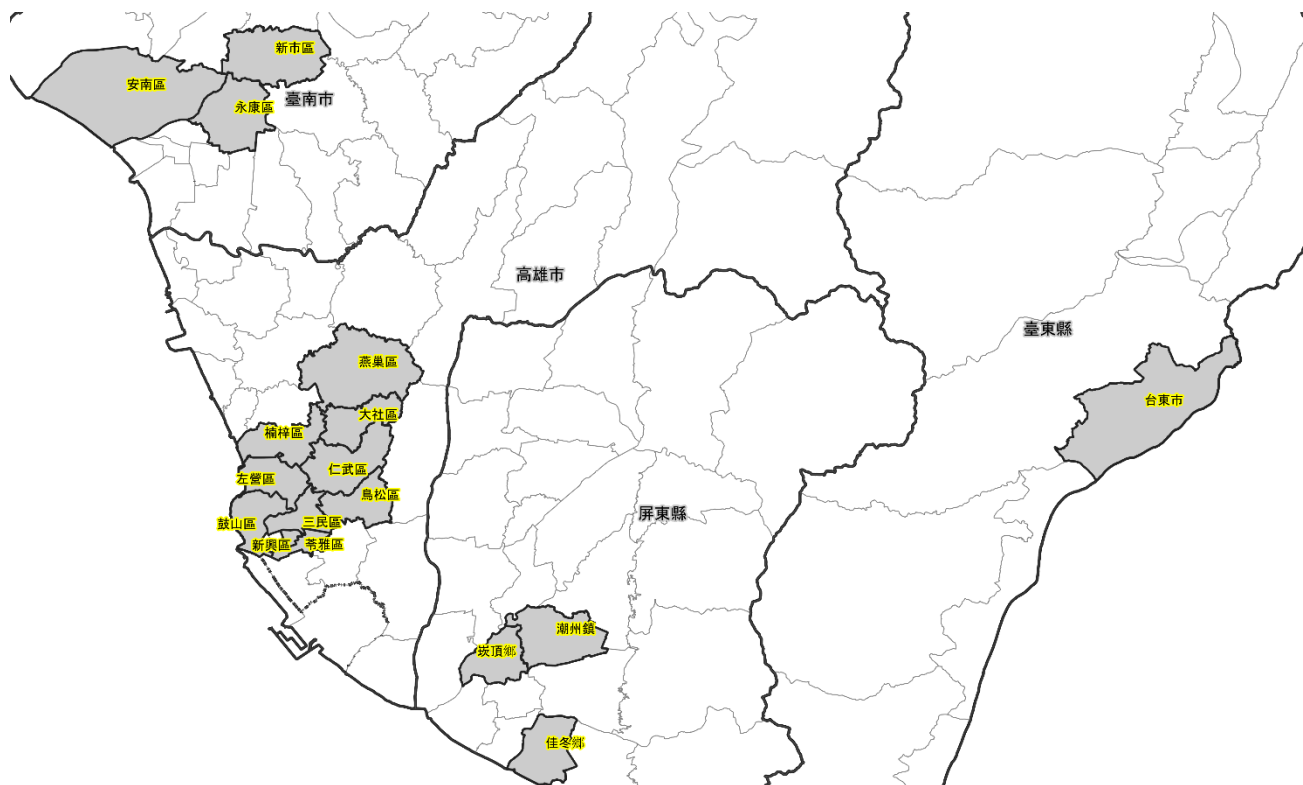 新市區
安南區
永康區
臺南市
高雄市
臺東縣
燕巢區
台東市
大社區
楠梓區
仁武區
左營區
鳥松區
屏東縣
鼓山區
三民區
新興區
苓雅區
潮州鎮
崁頂鄉
佳冬鄉